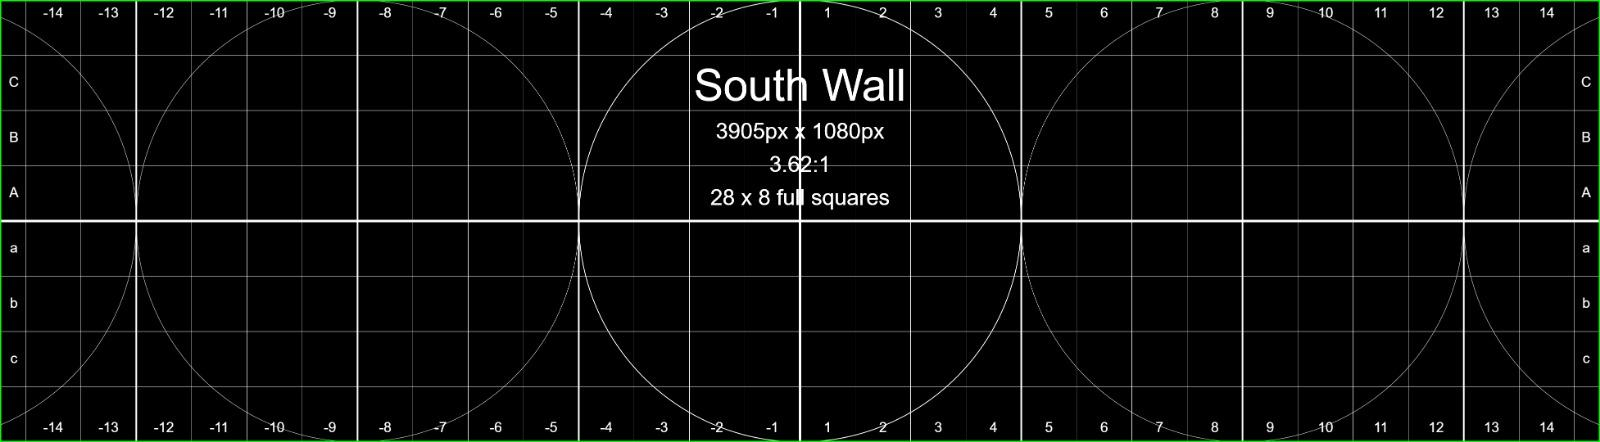 -14 -13 -12 -11 -10 -9 -8 -7 -6 -5 -4 -3 -2 -1 1 2 3 4 5 6 7 8 9 10 11 12 13 14
C C
South Wall
3905px x 1080px
B B
3.62:1
A A
28 x 8 full squares
a a
b b
c c
-14 -13 -12 -11 -10 -9 -8 -7 -6 -5 -4 -3 -2 -1 1 2 3 4 5 6 7 8 9 10 11 12 13 14